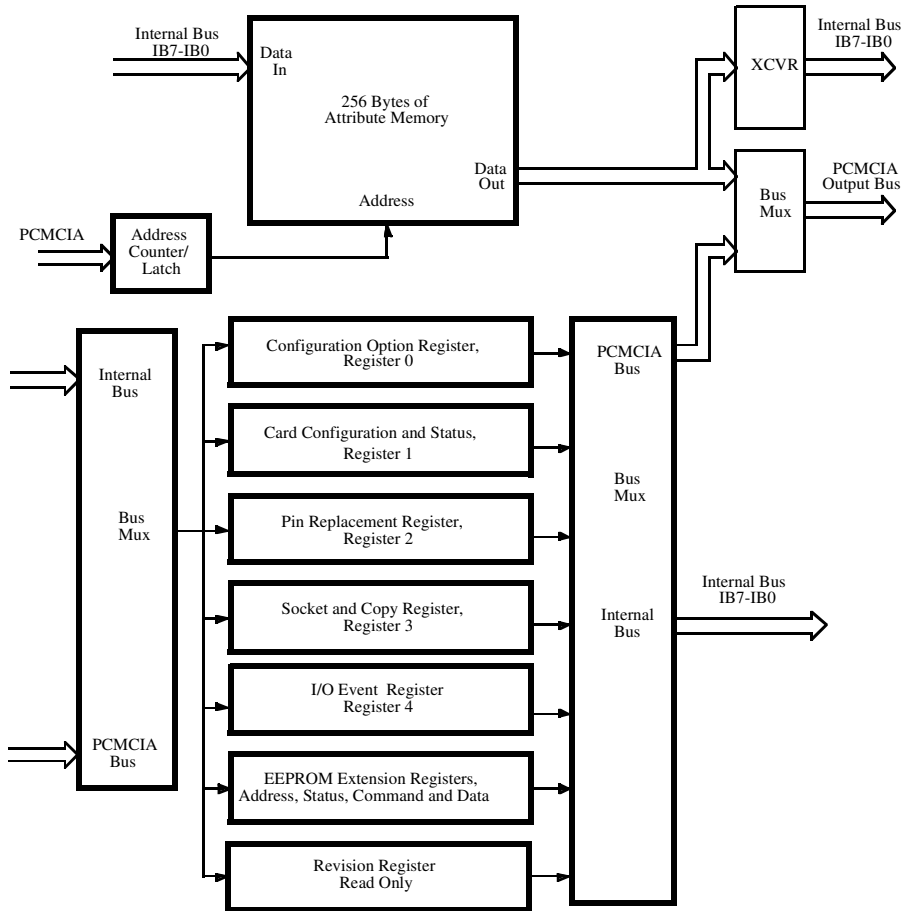 Internal Bus
IB7-IB0
Data
In
256 Bytes of
Attribute Memory
Data
Out
Address
XCVR
Internal Bus
IB7-IB0
Bus
Mux
PCMCIA
Output Bus
PCMCIA
Address
Counter/
Latch
Internal
Bus
Bus
Mux
PCMCIA
Bus
Configuration Option Register,
Register 0
Card Configuration and Status,
Register 1
Pin Replacement Register,
Register 2
Socket and Copy Register,
Register 3
I/O Event Register
Register 4
EEPROM Extension Registers,
Address, Status, Command and Data
Revision Register
Read Only
PCMCIA
Bus
Bus
Mux
Internal
Bus
Internal Bus
IB7-IB0